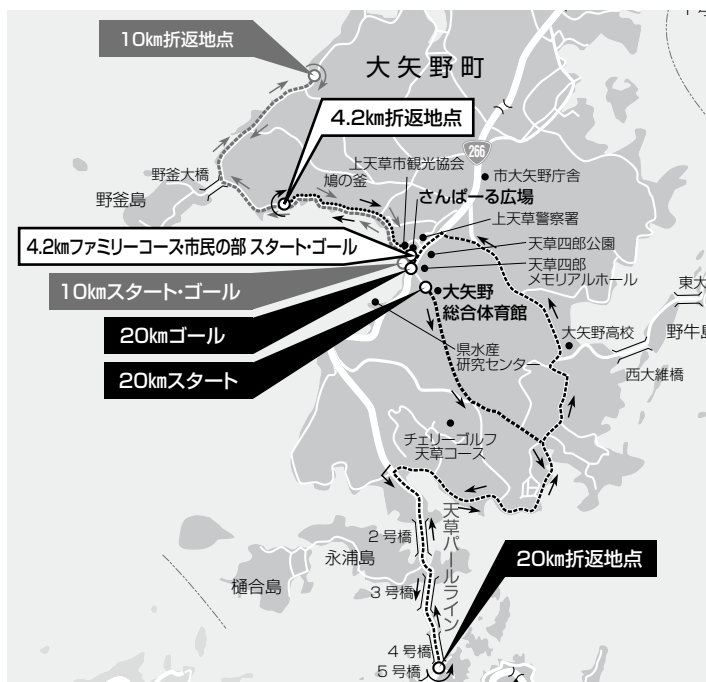 10km折返地点
大矢野町
4.2km折返地点
266
上天草市観光協会
市大矢野庁舎
野釜大橋
鳩の釜
さんぱーる広場
野釜島
上天草警察署
4.2kmファミリーコース・市民の部 スタート・ゴール
天草四郎公園
天草四郎
メモリアルホール
10kmスタート・ゴール
大矢野
総合体育館
20kmゴール
大矢野高校
野牛島
県水産
研究センター
西大維橋
20kmスタート
チェリーゴルフ
天草コース
天草パールライン
2号橋
永浦島
20km折返地点
樋合島
3号橋
4号橋
5号橋